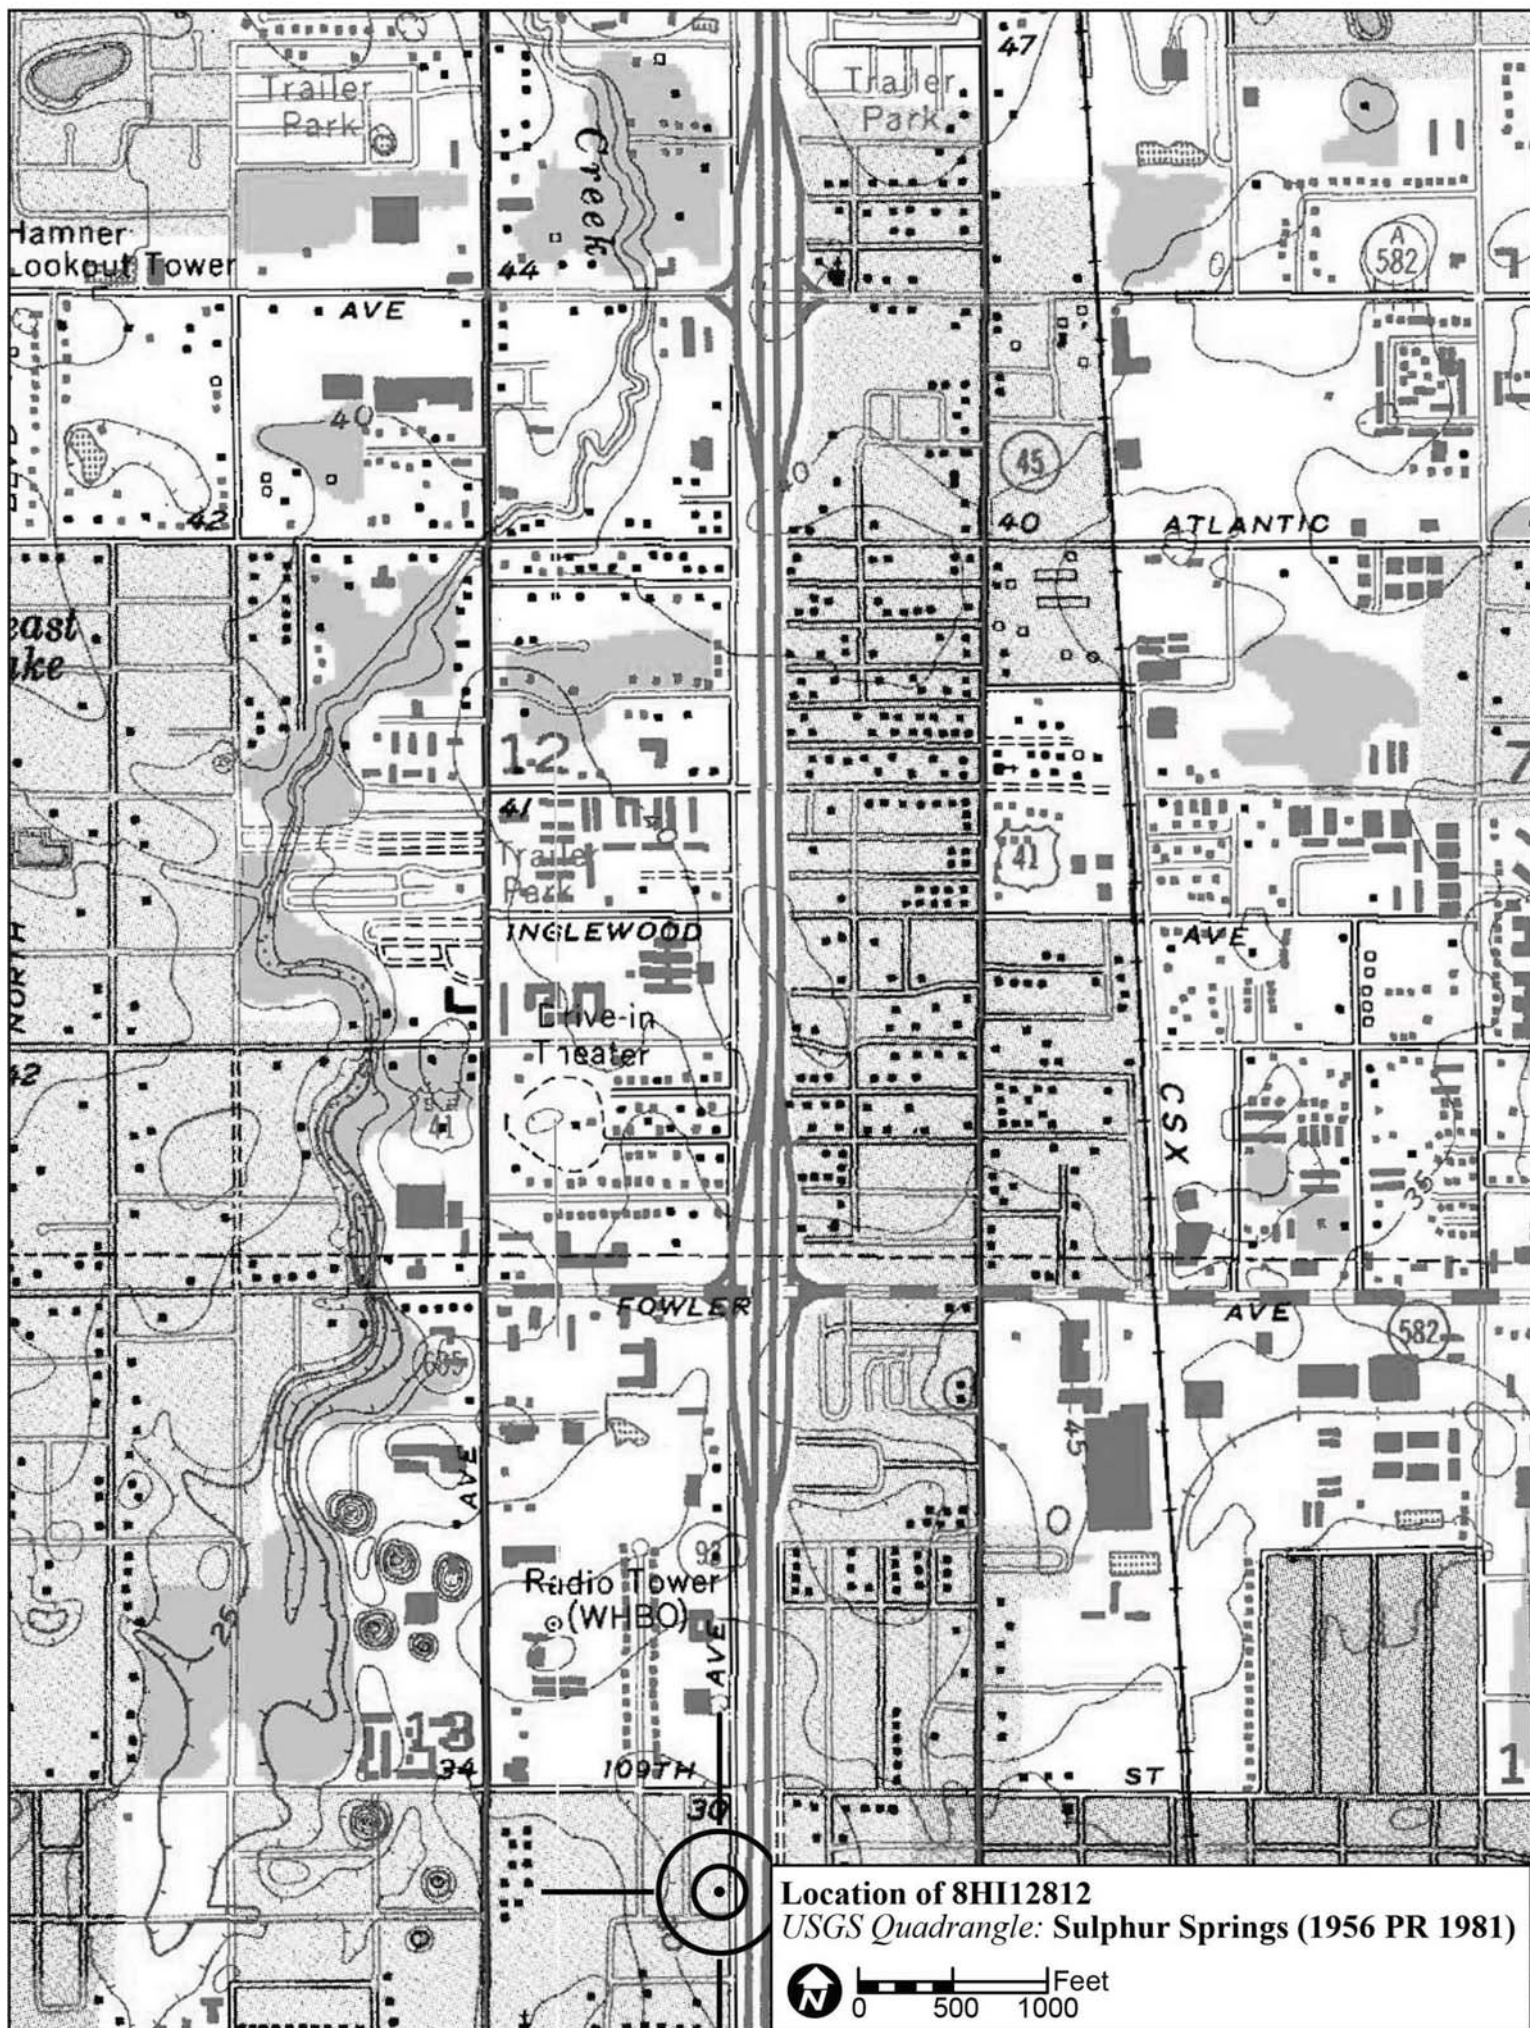 47
Trailer
Park
Trailer
Park
Creek
Hamner
Lookout Tower
44
A
582
AVE
40
45
42
40
ATLANTIC
east
ake
12
7
41
41
Trailer
Park
INGLEWOOD
AVE
NORTH
Drive-in
Theater
42
41
CSX
35
FOWLER
AVE
582
45
AVE
Radio Tower
(WHBO)
AVE
25
13
34
109TH
ST
1
30
Location of 8HI12812
USGS Quadrangle: Sulphur Springs (1956 PR 1981)
N
Feet
0 500 1000